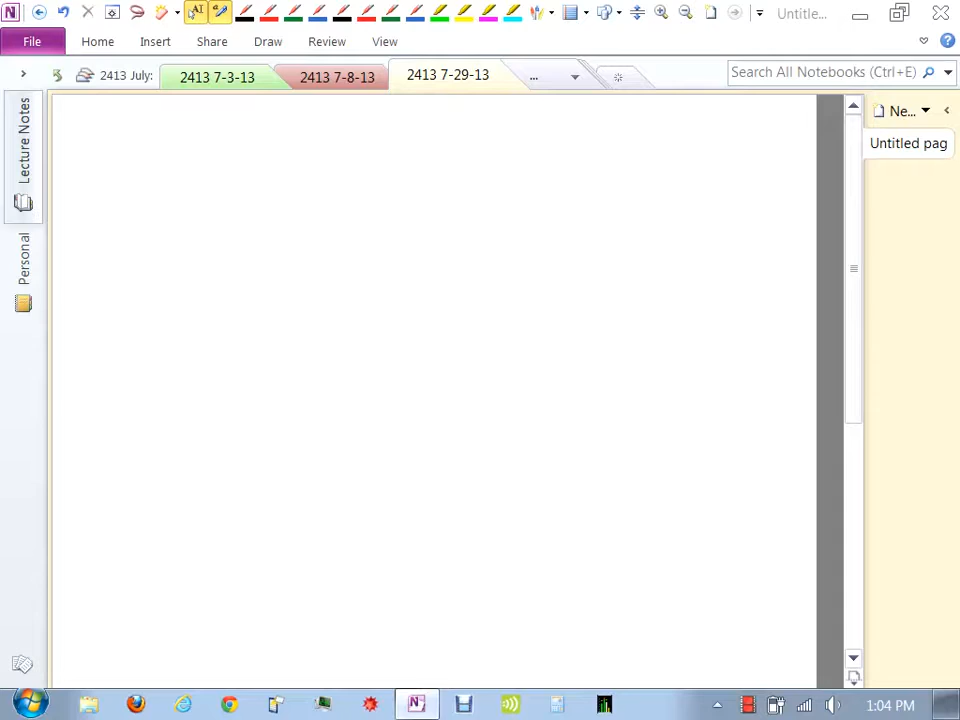 Untitle...
File Home Insert Share Draw Review View
2413 July: 2413 7-3-13 2413 7-8-13 2413 7-29-13 ... Search All Notebooks (Ctrl+E)
Ne...
Untitled pag
Lecture Notes
Personal
1:04 PM